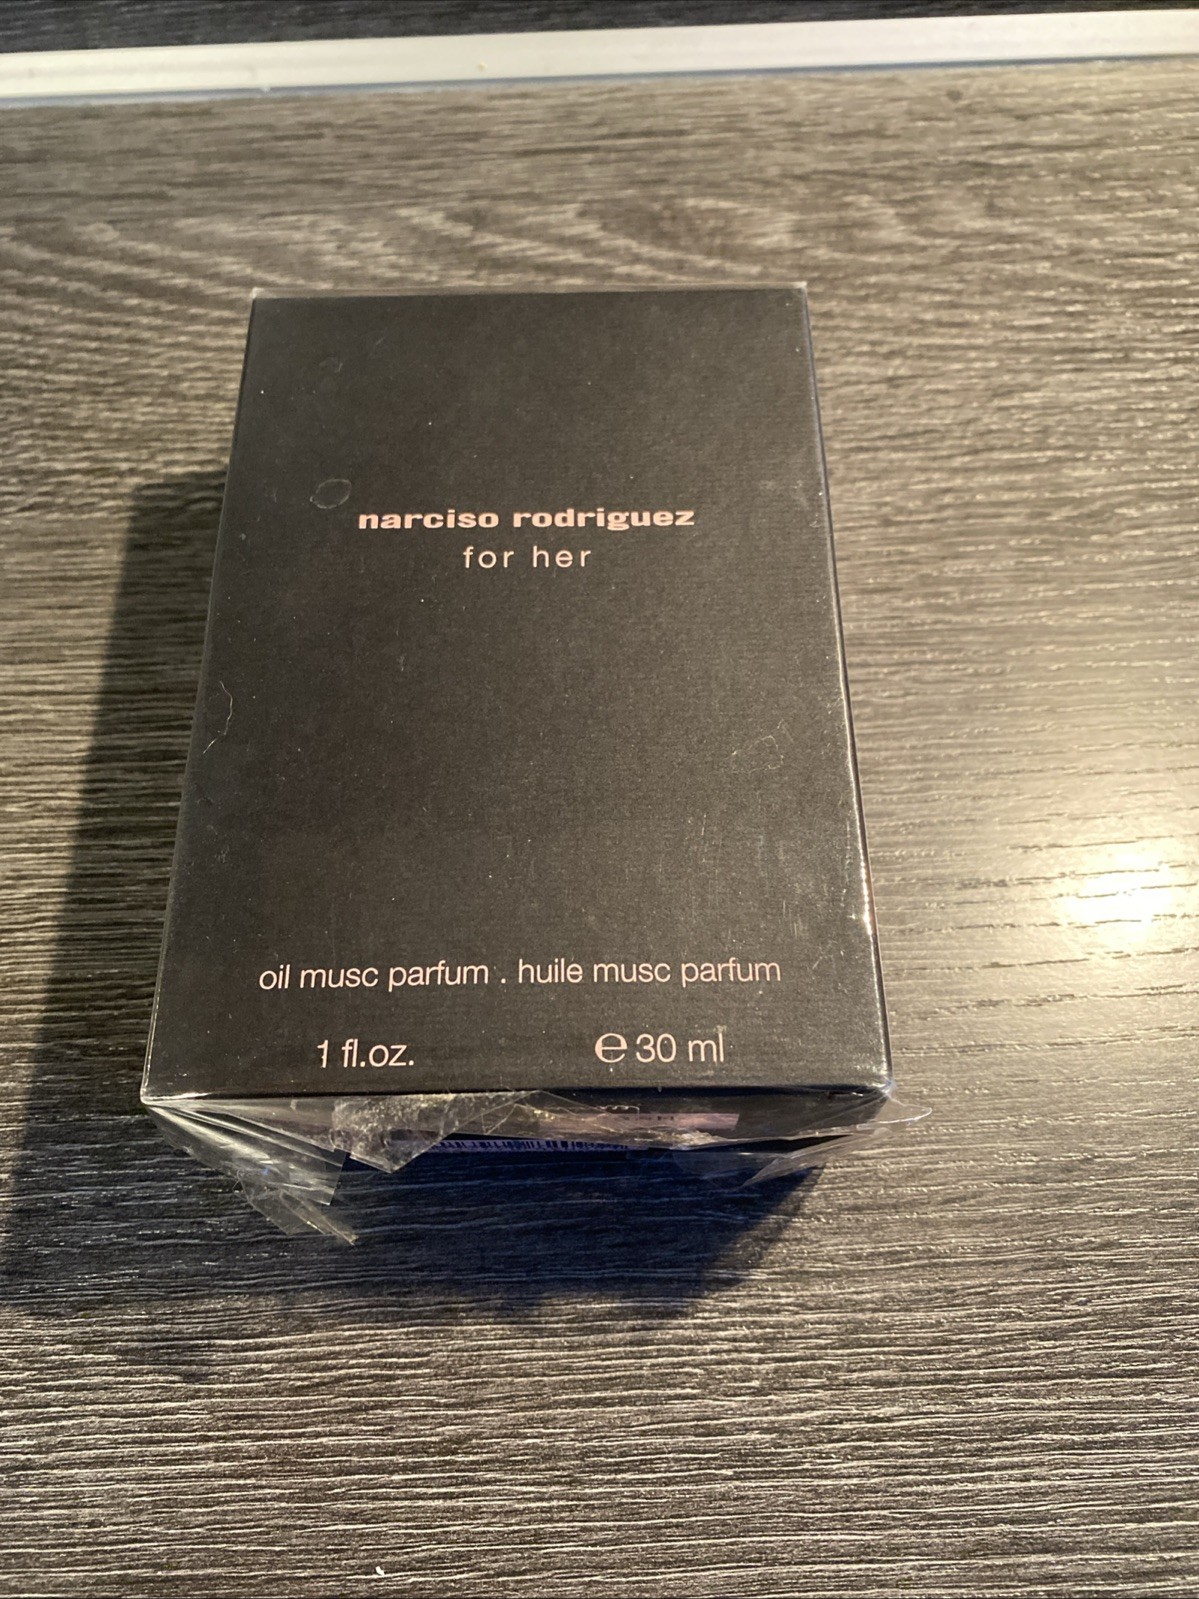 narciso rodriguez
for her
oil musc parfum . huile musc parfum
1 fl.oz. ℮ 30 ml